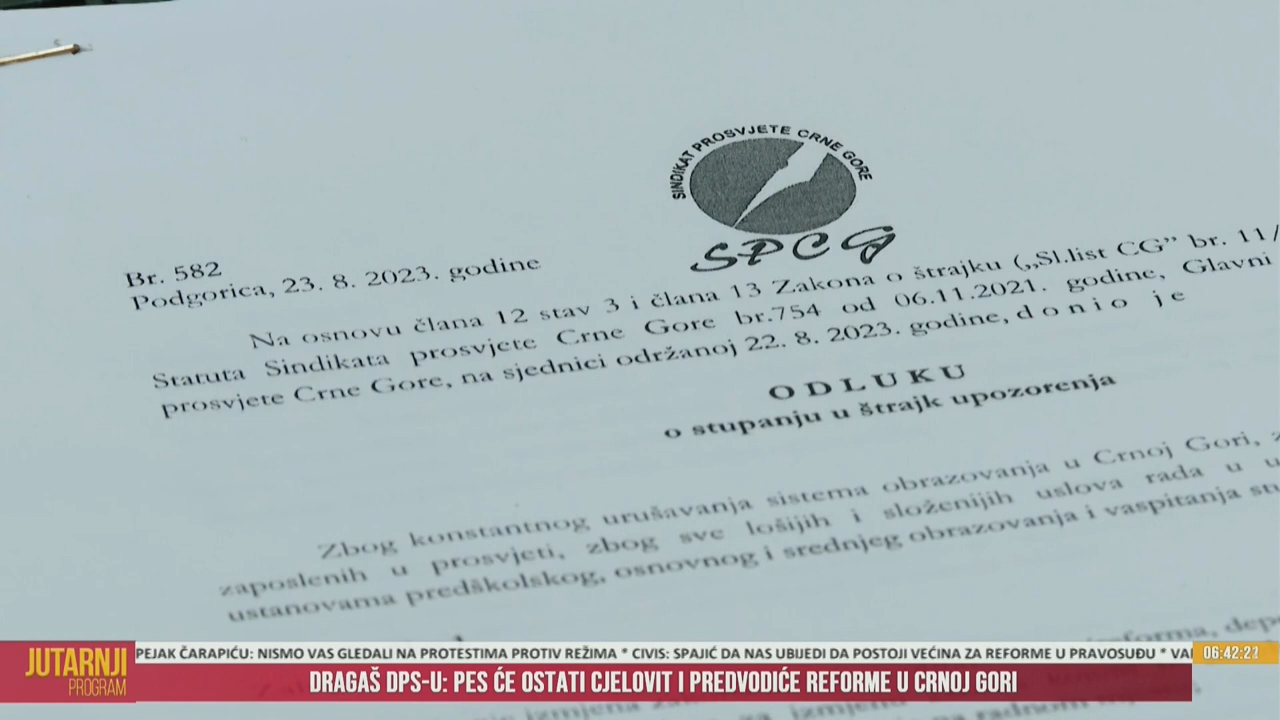 SINDIKAT PROSVJETE CRNE GORE
SPCG
Br. 582
Podgorica, 23. 8. 2023. godine
Na osnovu člana 12 stav 3 i člana 13 Zakona o štrajku („Sl.list CG” br. 11/
Statuta Sindikata prosvjete Crne Gore br.754 od 06.11.2021. godine, Glavni
prosvjete Crne Gore, na sjednici održanoj 22. 8. 2023. godine, d o n i o j e
O D L U K U
o stupanju u štrajk upozorenja
Zbog konstantnog urušavanja sistema obrazovanja u Crnoj Gori, z
zaposlenih u prosvjeti, zbog sve lošijih i složenijih uslova rada u u
ustanovama predškolskog, osnovnog i srednjeg obrazovanja i vaspitanja
JUTARNJI
PROGRAM
PEJAK ČARAPIĆU: NISMO VAS GLEDALI NA PROTESTIMA PROTIV REŽIMA * CIVIS: SPAJIĆ DA NAS UBIJEDI DA POSTOJI VEĆINA ZA REFORME U PRAVOSUĐU * VA
DRAGAŠ DPS-U: PES ĆE OSTATI CJELOVIT I PREDVODIĆE REFORME U CRNOJ GORI